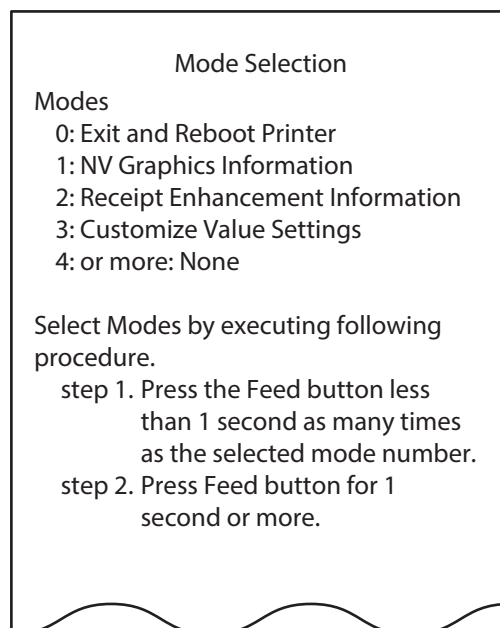 Mode Selection
Modes
0: Exit and Reboot Printer
1: NV Graphics Information
2: Receipt Enhancement Information
3: Customize Value Settings
4: or more: None
Select Modes by executing following
procedure.
step 1. Press the Feed button less
than 1 second as many times
as the selected mode number.
step 2. Press Feed button for 1
second or more.